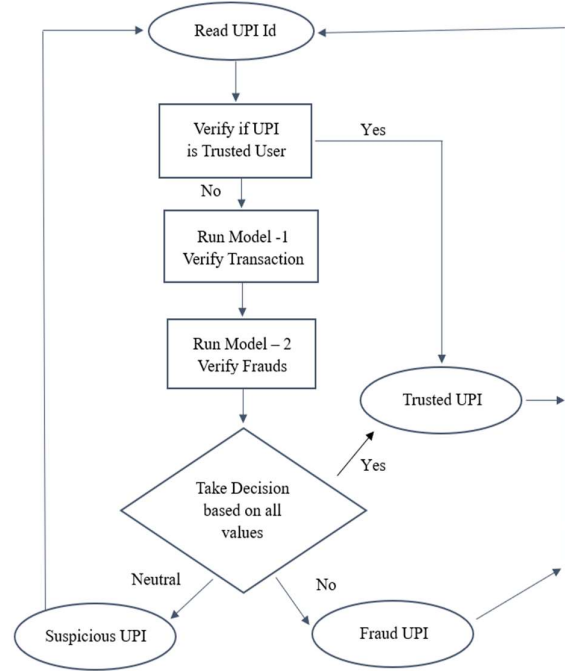 Read UPI Id
Verify if UPI
is Trusted User
Yes
No
Run Model -1
Verify Transaction
Run Model – 2
Verify Frauds
Trusted UPI
Yes
Take Decision
based on all
values
Neutral
No
Suspicious UPI
Fraud UPI